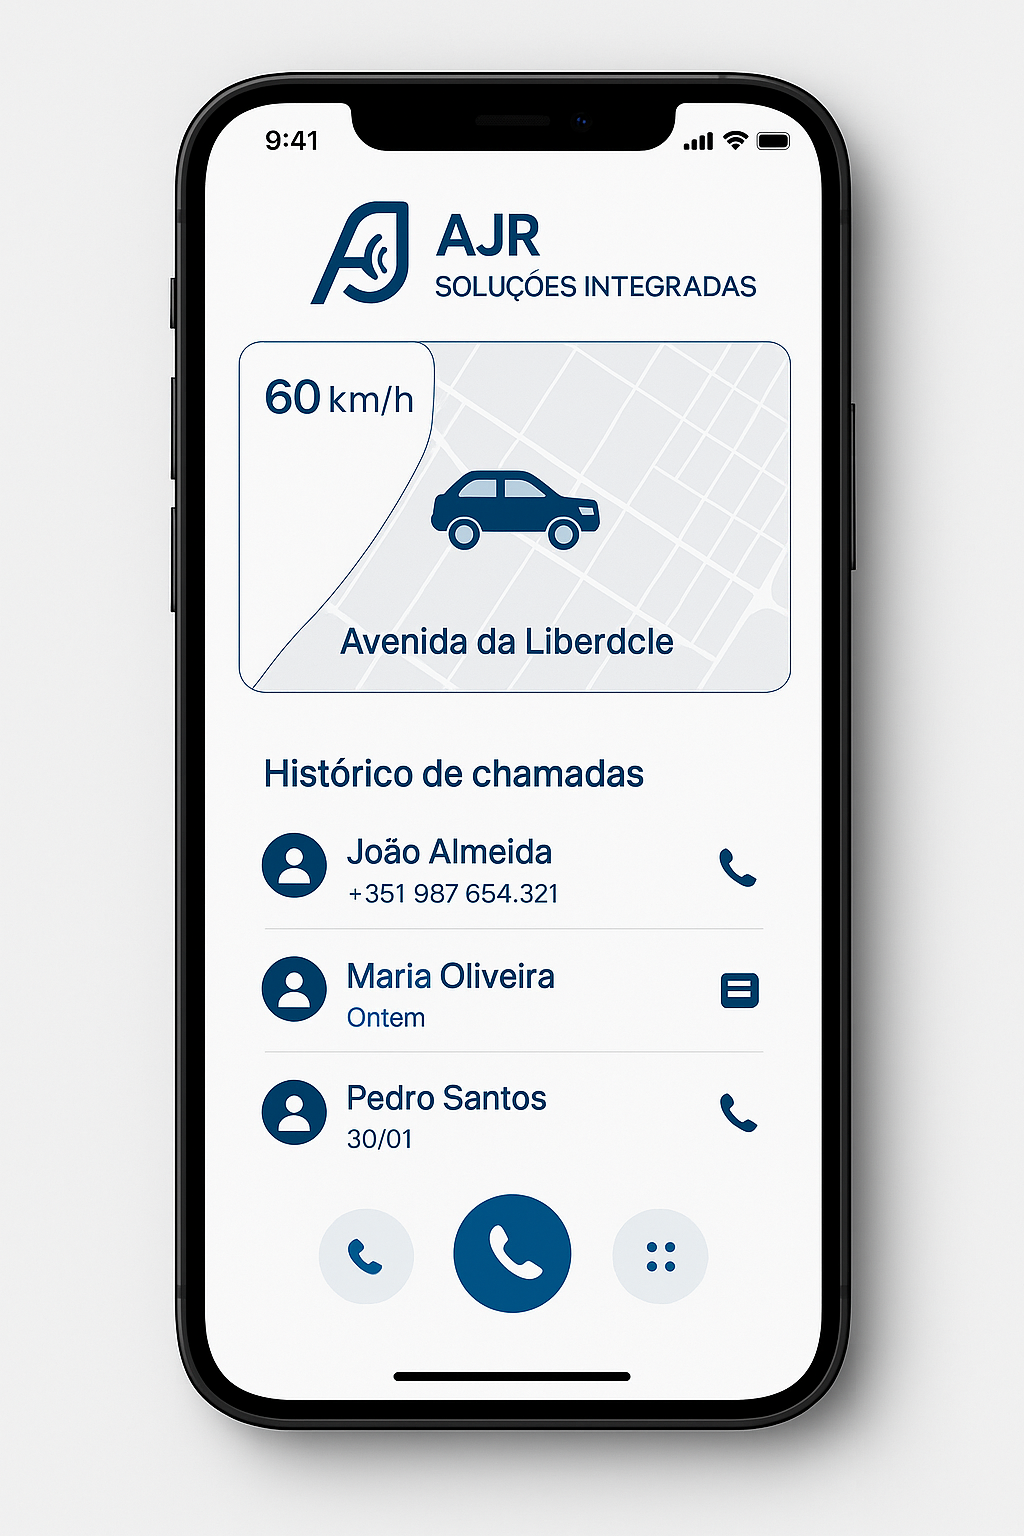 9:41
AJR
SOLUÇÓES INTEGRADAS
60 km/h
Avenida da Liberdcle
Histórico de chamadas
João Almeida
+351 987 654.321
Maria Oliveira
Ontem
Pedro Santos
30/01